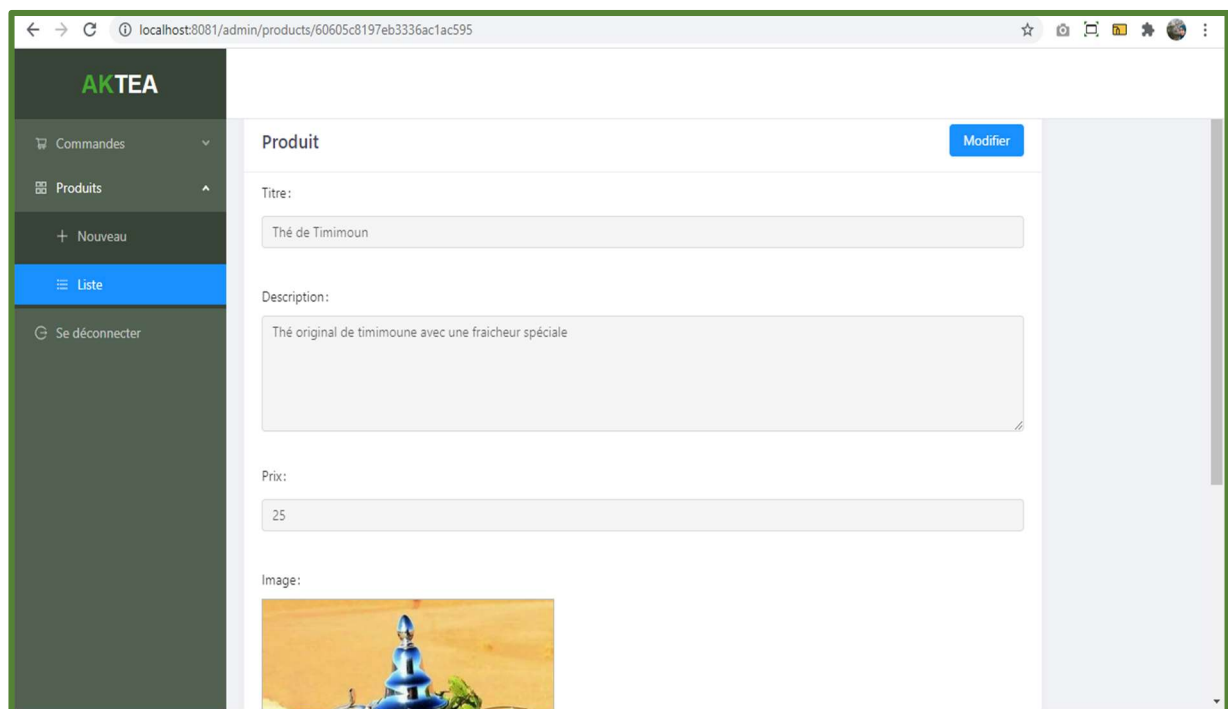 localhost:8081/admin/products/60605c8197eb3336ac1ac595
AKTEA
Commandes
Produits
Nouveau
Liste
Se déconnecter
Produit
Modifier
Titre:
Thé de Timimoun
Description:
Thé original de timimoune avec une fraicheur spéciale
Prix:
25
Image: